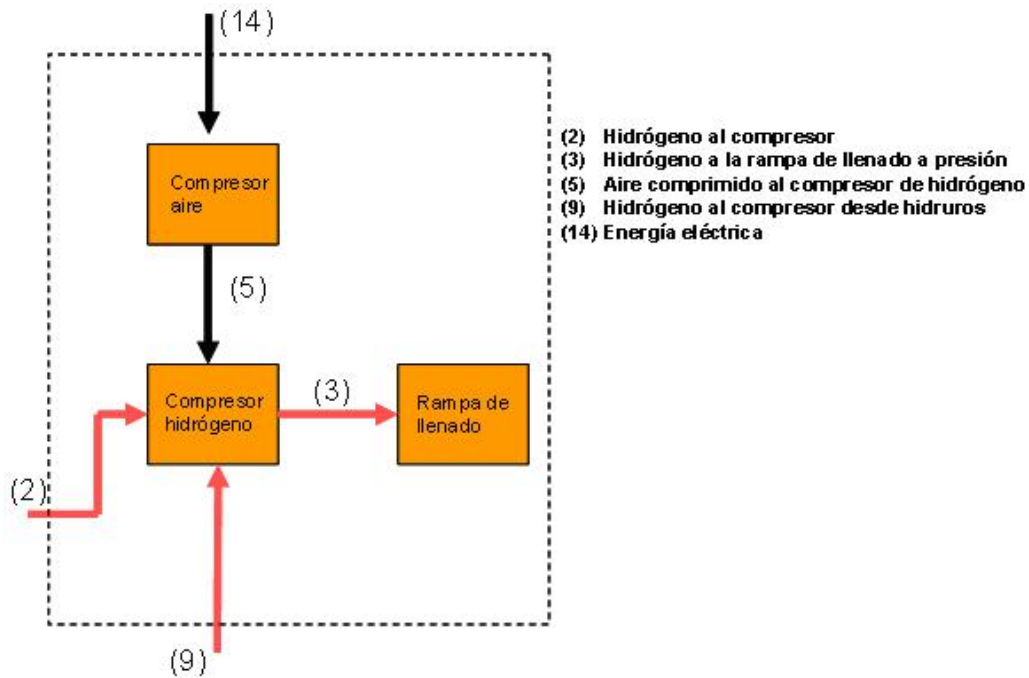 (14)
Compresor
aire
(5)
Compresor
hidrógeno
(3)
Rampa de
llenado
(2)
(9)
(2) Hidrógeno al compresor
(3) Hidrógeno a la rampa de llenado a presión
(5) Aire comprimido al compresor de hidrógeno
(9) Hidrógeno al compresor desde hidruros
(14) Energía eléctrica